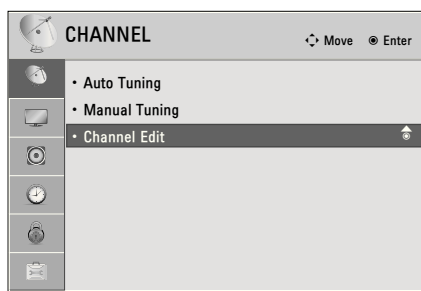 CHANNEL
Move Enter
• Auto Tuning
• Manual Tuning
• Channel Edit